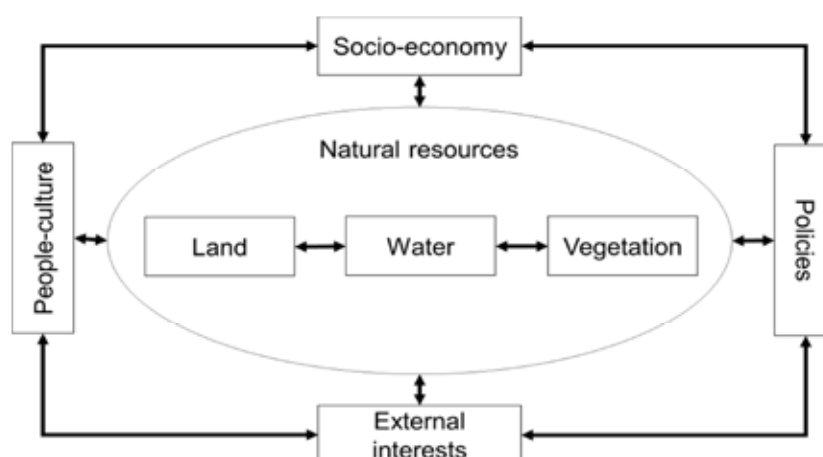 Socio-economy
Natural resources
People-culture
Land
Water
Vegetation
Policies
External
interests